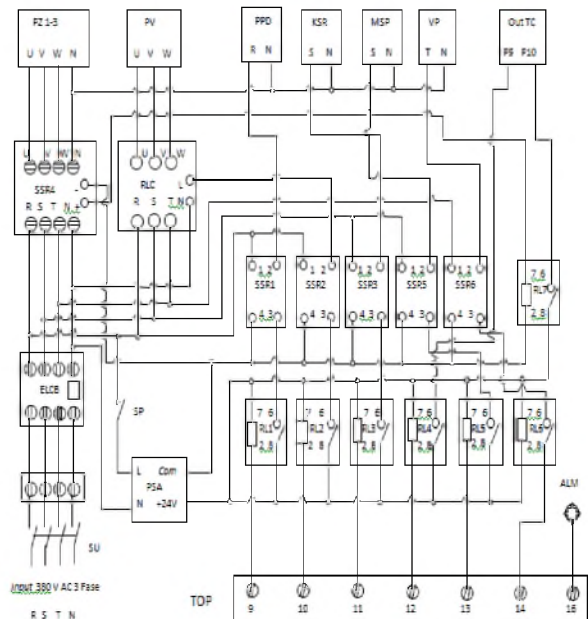 FZ 1-3 PV PPD KSR MSP VP Out TC
U V W N U V W R N S N S N T N P9 P10
U V W N U V W
SSR4 - RLC L
R S T N + R S T N
1 2 1 2 1 2 1 2 1 2 7 6
SSR1 SSR2 SSR3 SSR5 SSR6 RL7
4 3 4 3 4 3 4 3 4 3 2 8
ELCB
SP
7 6 7 6 7 6 7 6 7 6 7 6
RL1 RL2 RL3 RL4 RL5 RL6
2 8 2 8 2 8 2 8 2 8 2 8
L Com
PSA
N +24V
ALM
SU
Input 380 V AC 3 Fase
R S T N
TOP
9 10 11 12 13 14 16